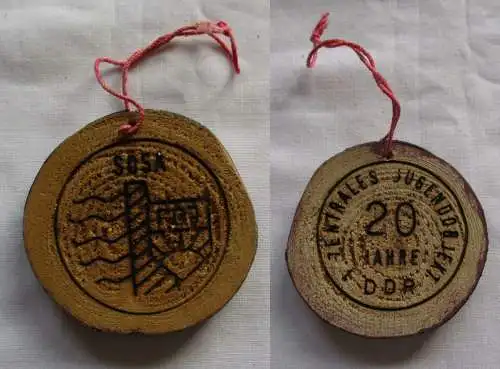 SOSA
FDJ
ZENTRALES JUGENDOBJEKT
20
JAHRE
DDR